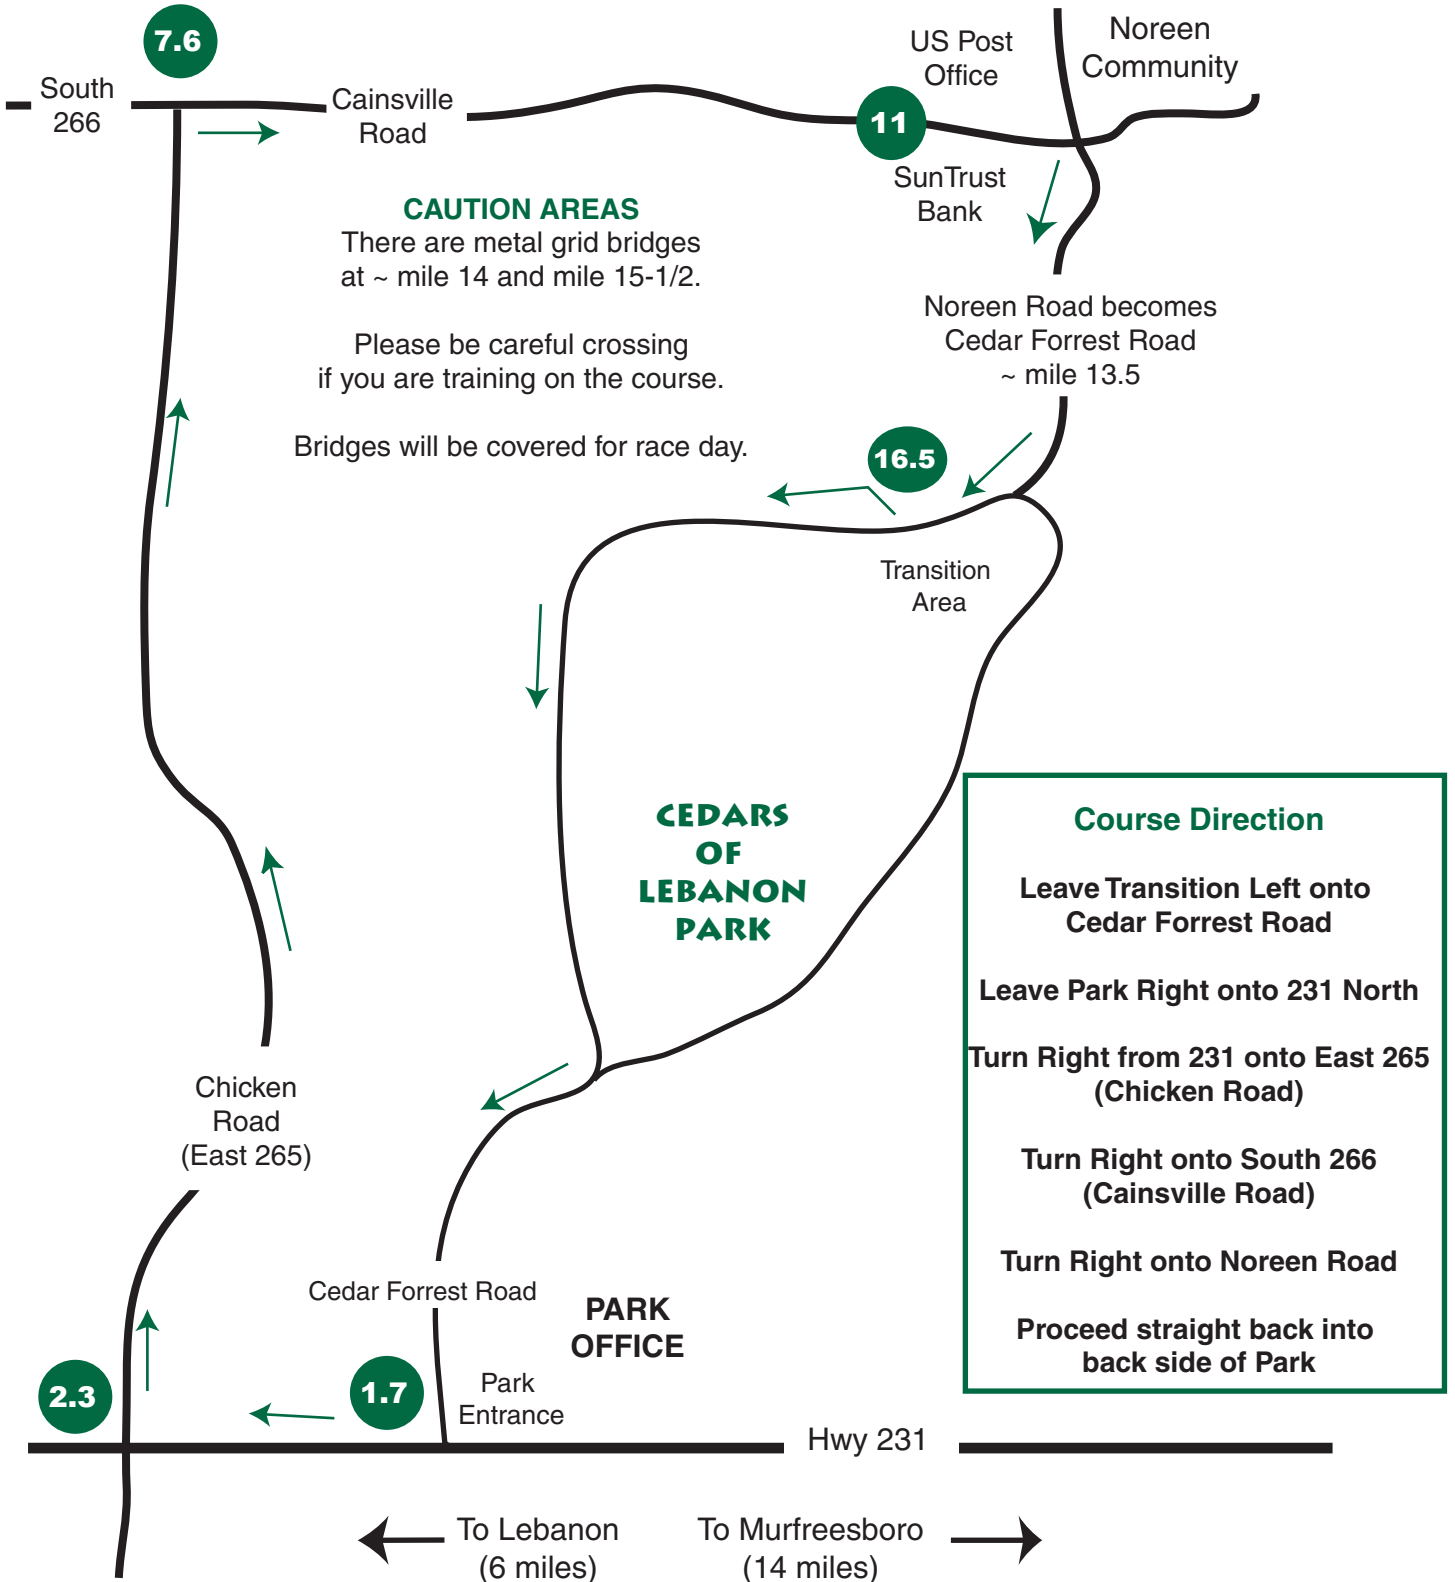 7.6
South
266
Cainsville
Road
US Post
Office
Noreen
Community
11
SunTrust
Bank
CAUTION AREAS
There are metal grid bridges
at ~ mile 14 and mile 15-1/2.
Please be careful crossing
if you are training on the course.
Bridges will be covered for race day.
Noreen Road becomes
Cedar Forrest Road
~ mile 13.5
16.5
Transition
Area
CEDARS
OF
LEBANON
PARK
Course Direction
Leave Transition Left onto
Cedar Forrest Road
Leave Park Right onto 231 North
Turn Right from 231 onto East 265
(Chicken Road)
Turn Right onto South 266
(Cainsville Road)
Turn Right onto Noreen Road
Proceed straight back into
back side of Park
Chicken
Road
(East 265)
Cedar Forrest Road
PARK
OFFICE
2.3
1.7
Park
Entrance
Hwy 231
To Lebanon
(6 miles)
To Murfreesboro
(14 miles)